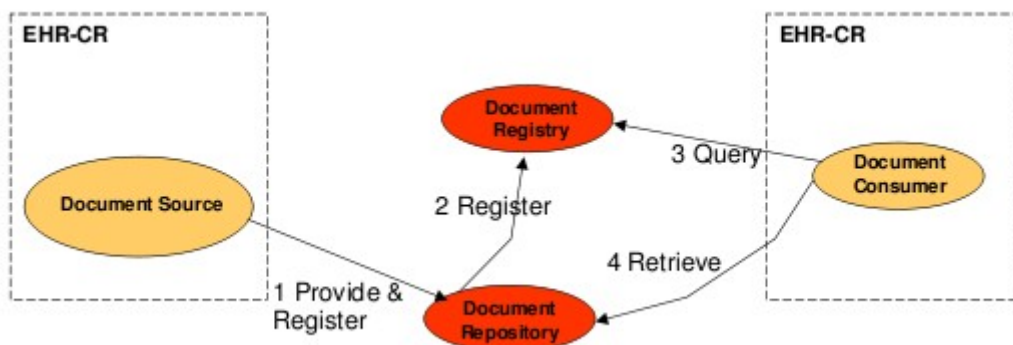 EHR-CR
EHR-CR
Document
Registry
3 Query
Document
Consumer
Document Source
2 Register
4 Retrieve
1 Provide &
Register
Document
Repository